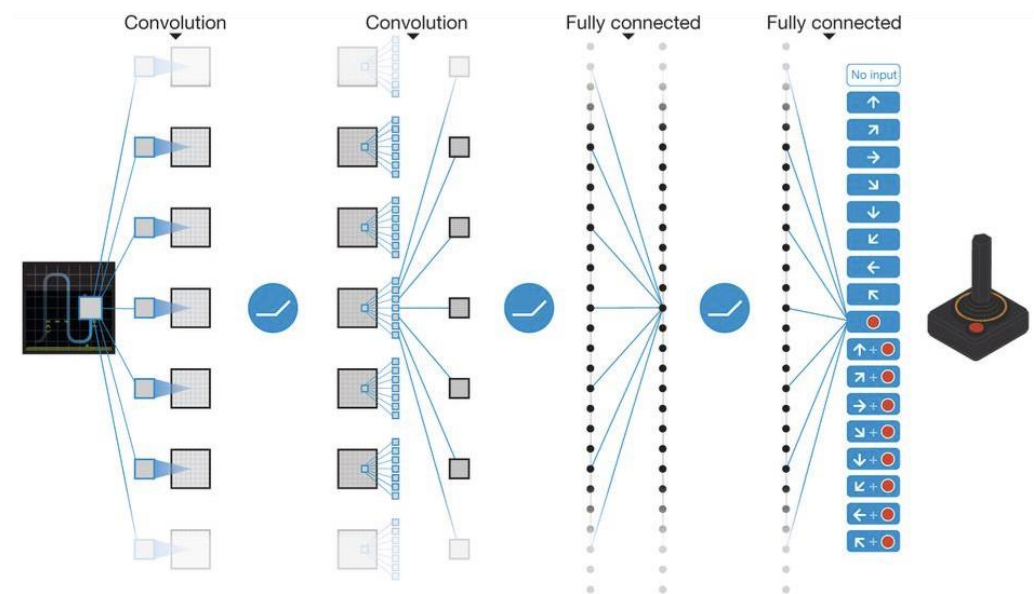 Convolution
Convolution
Fully connected
Fully connected
No input
+
+
+
+
+
+
+
+